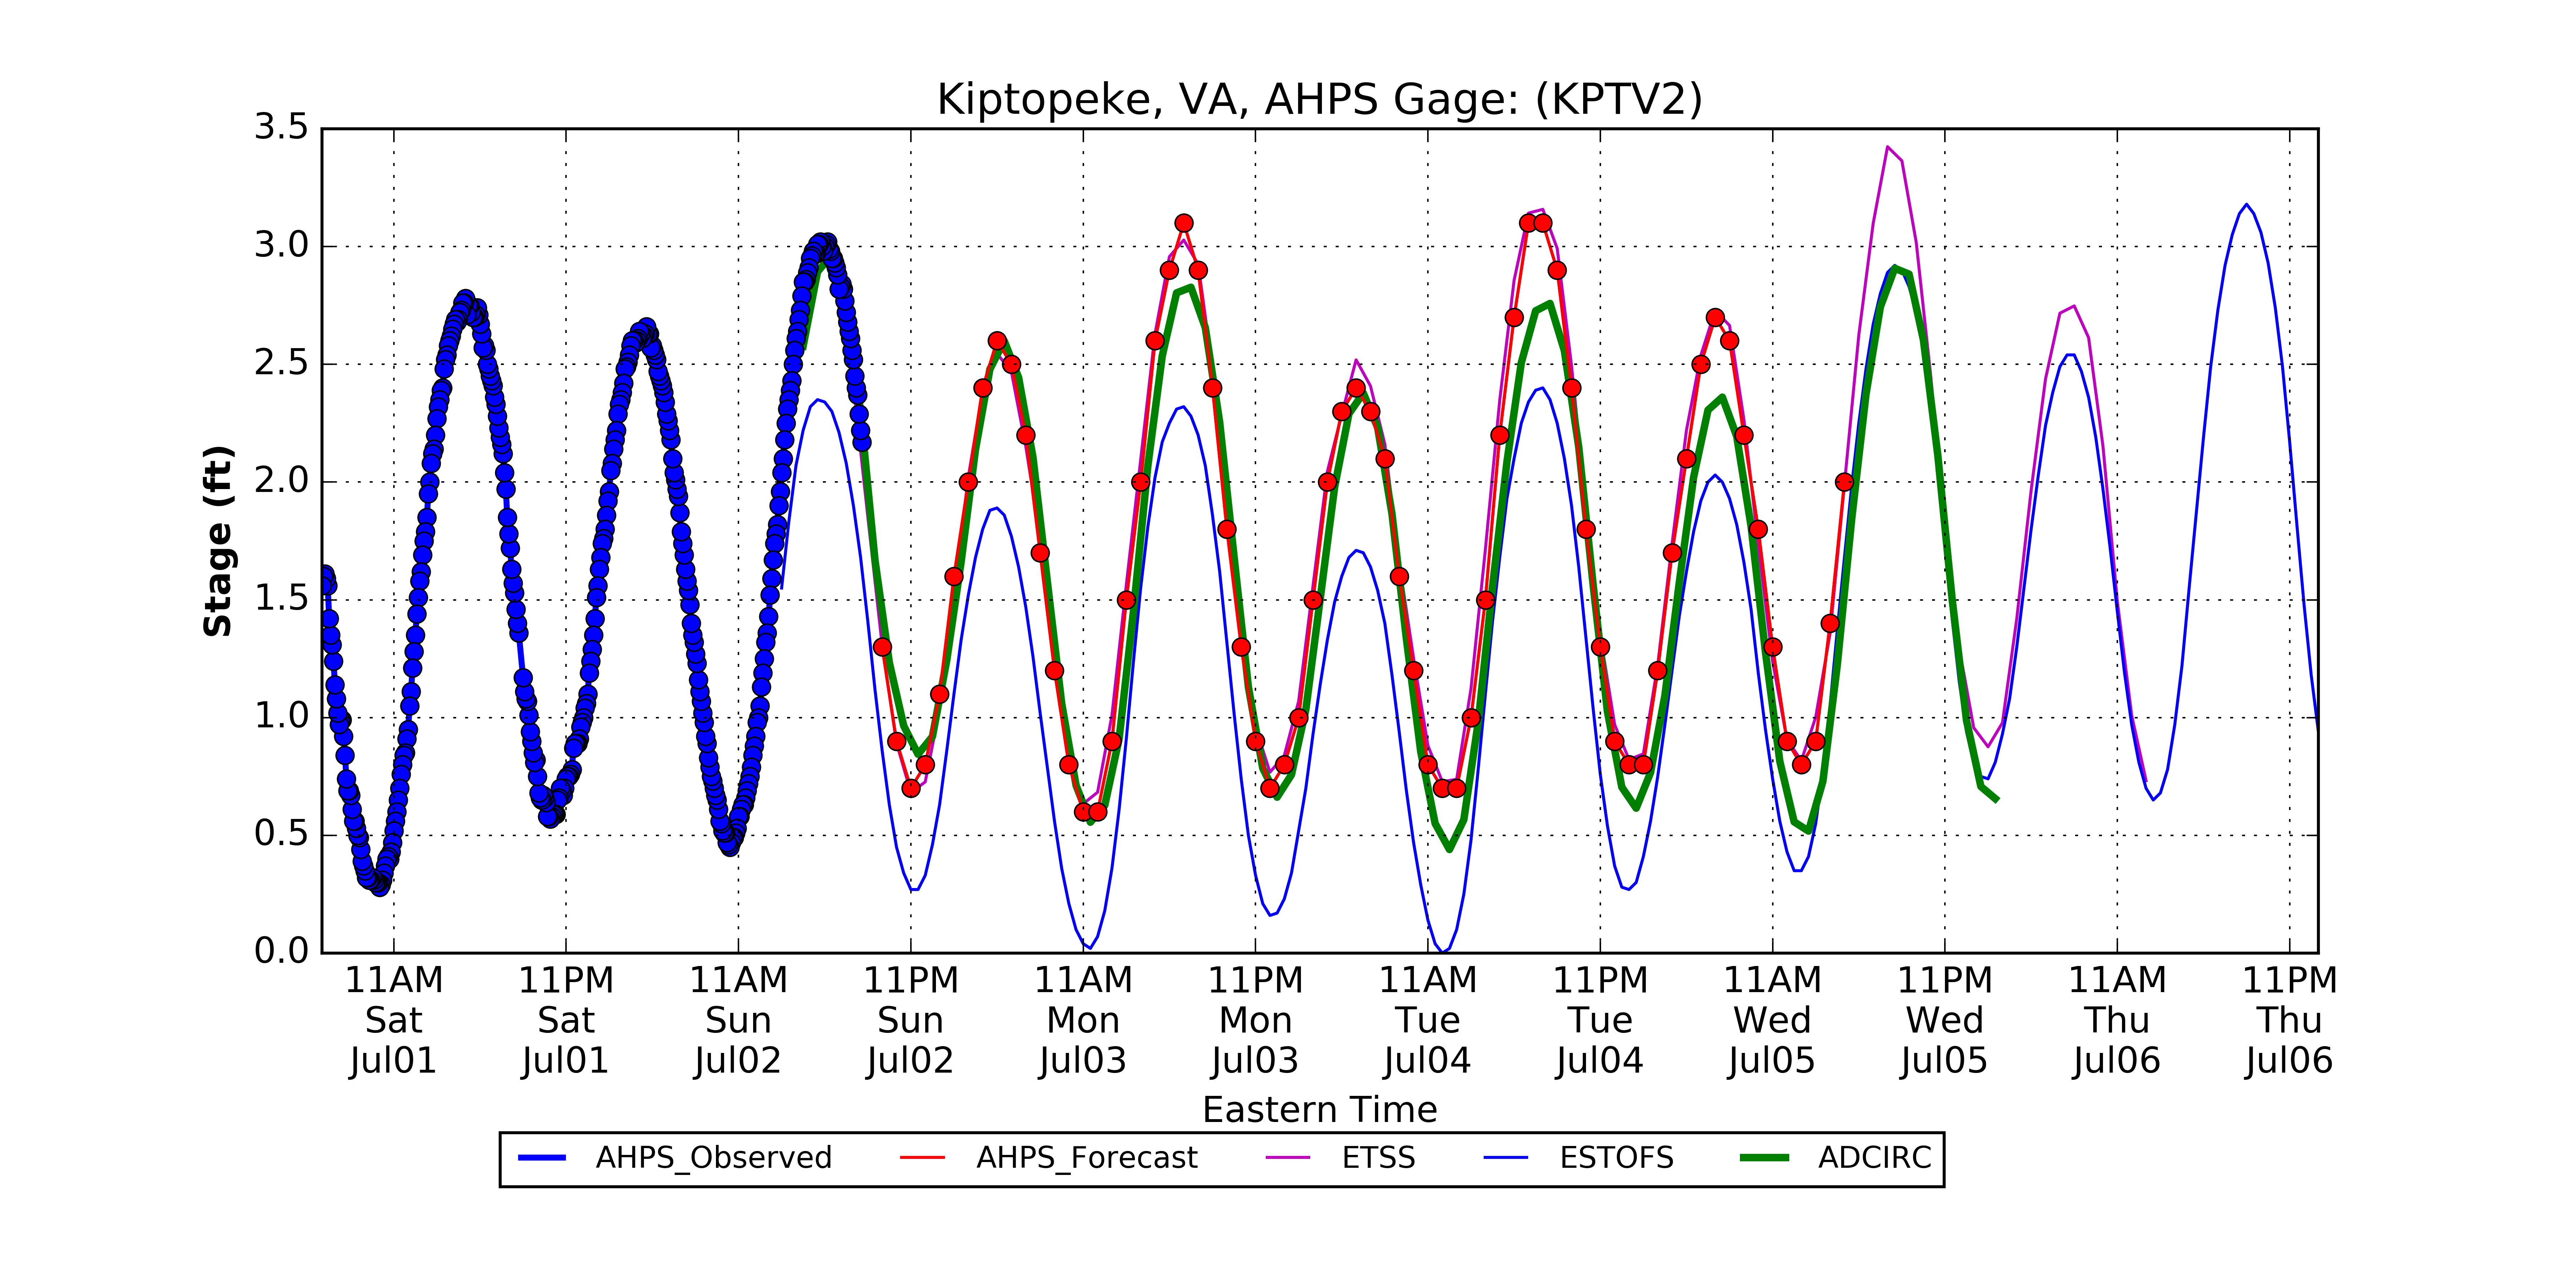 Kiptopeke, VA, AHPS Gage: (KPTV2)
Stage (ft)
3.5
3.0
2.5
2.0
1.5
1.0
0.5
0.0
11AM 11PM 11AM 11PM 11AM 11PM 11AM 11PM 11AM 11PM 11AM 11PM
Sat Sat Sun Sun Mon Mon Tue Tue Wed Wed Thu Thu
Jul01 Jul01 Jul02 Jul02 Jul03 Jul03 Jul04 Jul04 Jul05 Jul05 Jul06 Jul06
Eastern Time
AHPS_Observed AHPS_Forecast ETSS ESTOFS ADCIRC